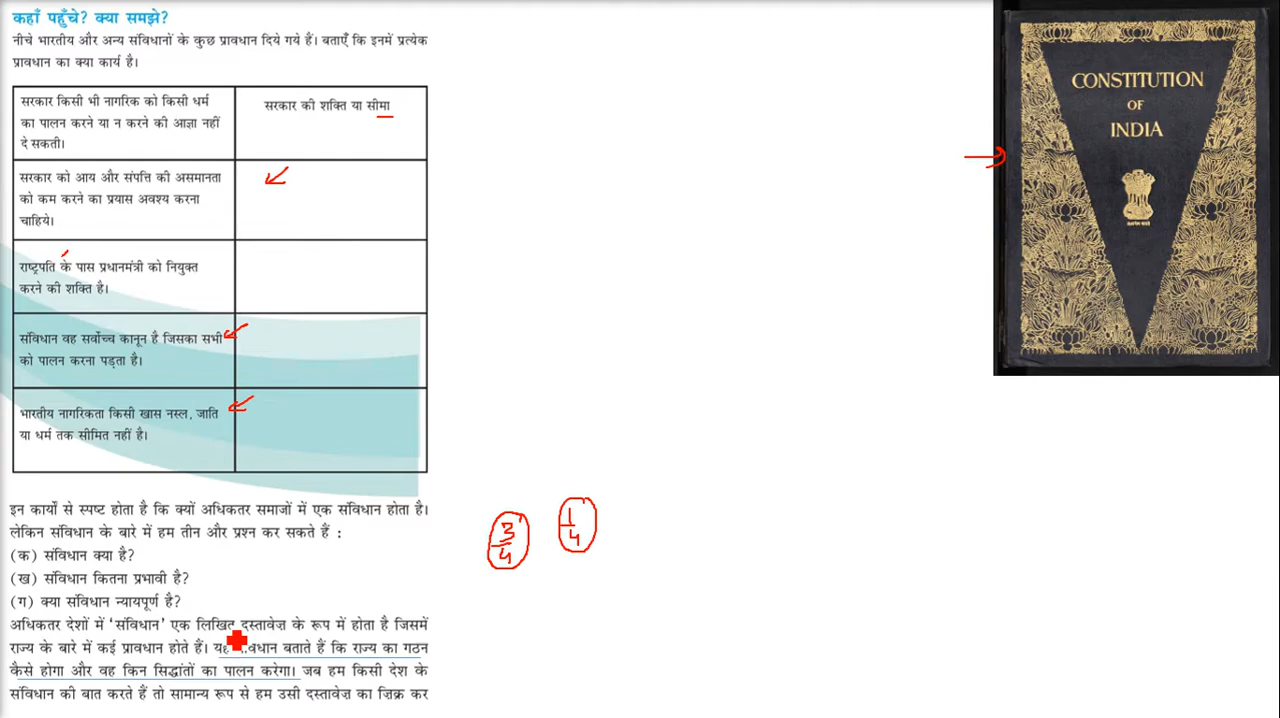 कहाँ पहुँचे? क्या समझे?
नीचे भारतीय और अन्य संविधानों के कुछ प्रावधान दिये गये हैं। बताएँ कि इनमें प्रत्येक
प्रावधान का क्या कार्य है।
सरकार किसी भी नागरिक को किसी धर्म
का पालन करने या न करने की आज्ञा नहीं
दे सकती।
सरकार की शक्ति या सीमा
सरकार को आय और संपत्ति की असमानता
को कम करने का प्रयास अवश्य करना
चाहिये।
राष्ट्रपति के पास प्रधानमंत्री को नियुक्त
करने की शक्ति है।
संविधान वह सर्वोच्च कानून है जिसका सभी
को पालन करना पड़ता है।
भारतीय नागरिकता किसी खास नस्ल, जाति
या धर्म तक सीमित नहीं है।
इन कार्यों से स्पष्ट होता है कि क्यों अधिकतर समाजों में एक संविधान होता है।
लेकिन संविधान के बारे में हम तीन और प्रश्न कर सकते हैं :
(क) संविधान क्या है?
(ख) संविधान कितना प्रभावी है?
(ग) क्या संविधान न्यायपूर्ण है?
अधिकतर देशों में ‘संविधान’ एक लिखित दस्तावेज़ के रूप में होता है जिसमें
राज्य के बारे में कई प्रावधान होते हैं। बताते हैं कि राज्य का गठन
कैसे होगा और वह किन सिद्धांतों का पालन करेगा। जब हम किसी देश के
संविधान की बात करते हैं तो सामान्य रूप से हम उसी दस्तावेज़ का ज़िक्र कर
3/4
1/4
CONSTITUTION
OF
INDIA